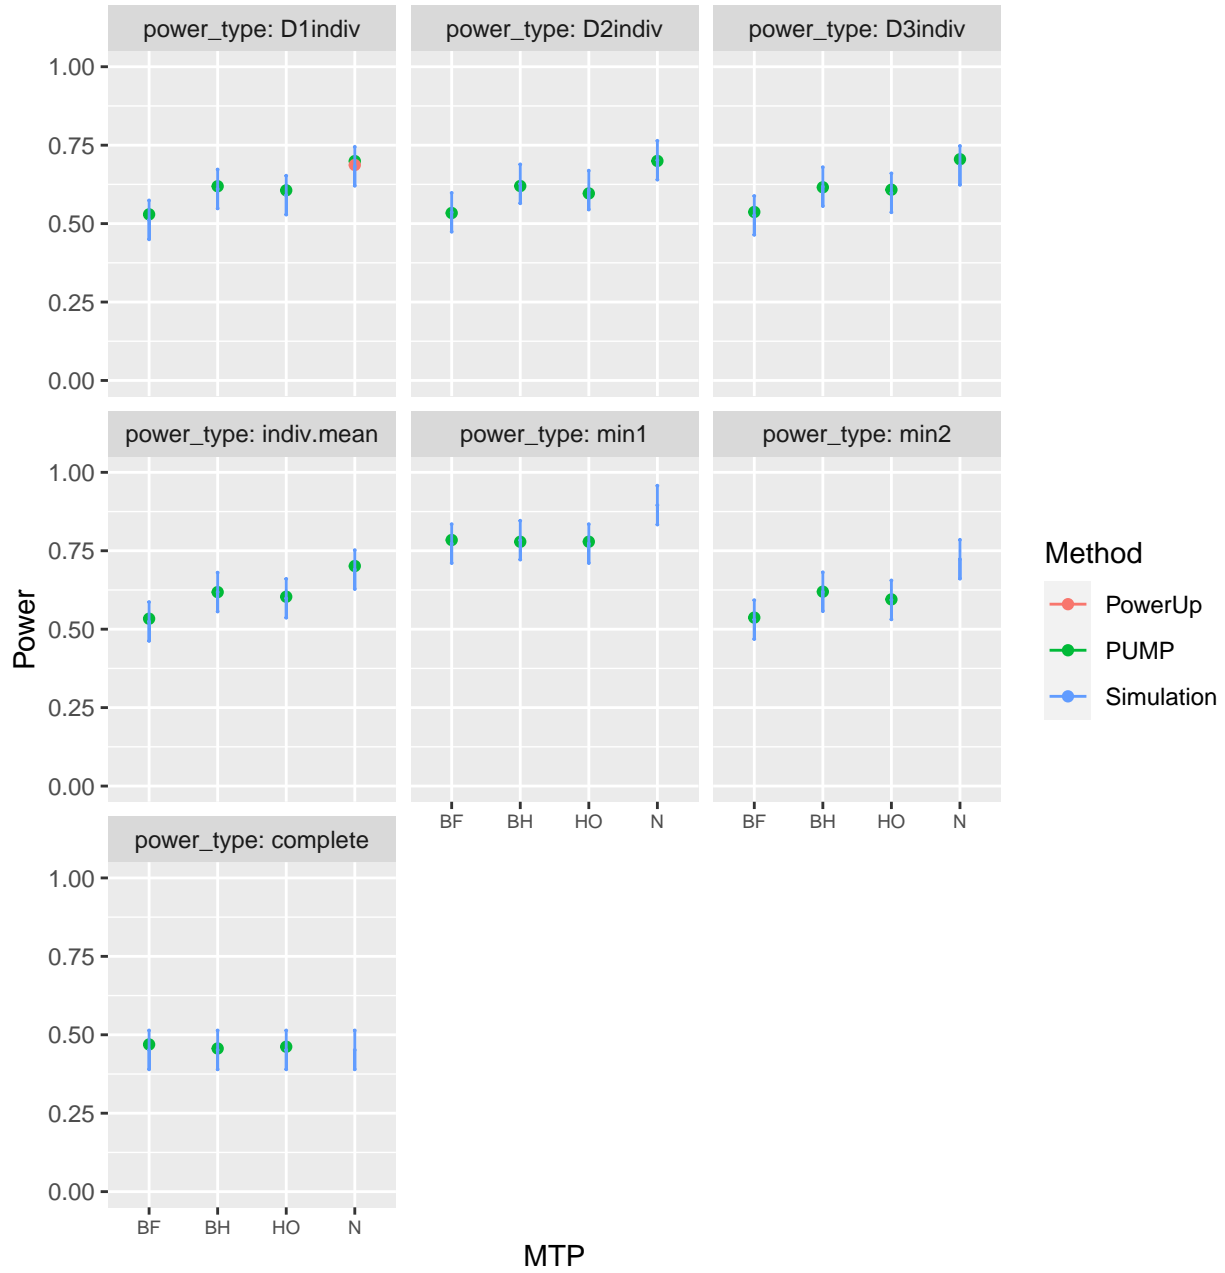 power_type: D1indiv
power_type: D2indiv
power_type: D3indiv
1.00
0.75
0.50
0.25
0.00
power_type: indiv.mean
power_type: min1
power_type: min2
1.00
0.75
0.50
0.25
0.00
BF BH HO N
BF BH HO N
power_type: complete
1.00
0.75
0.50
0.25
0.00
BF BH HO N
MTP
Power
Method
PowerUp
PUMP
Simulation